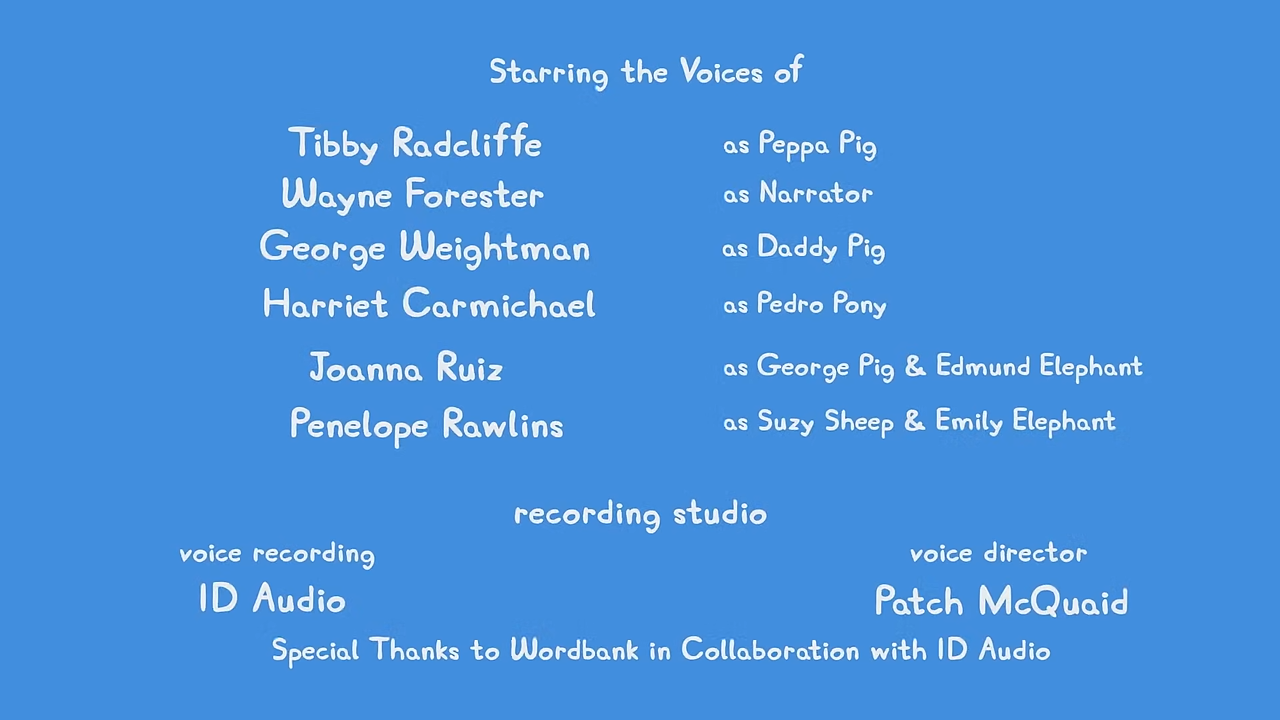 Starring the Voices of
Tibby Radcliffe as Peppa Pig
Wayne Forester as Narrator
George Weightman as Daddy Pig
Harriet Carmichael as Pedro Pony
Joanna Ruiz as George Pig & Edmund Elephant
Penelope Rawlins as Suzy Sheep & Emily Elephant
recording studio
voice recording voice director
ID Audio Patch McQuaid
Special Thanks to Wordbank in Collaboration with ID Audio